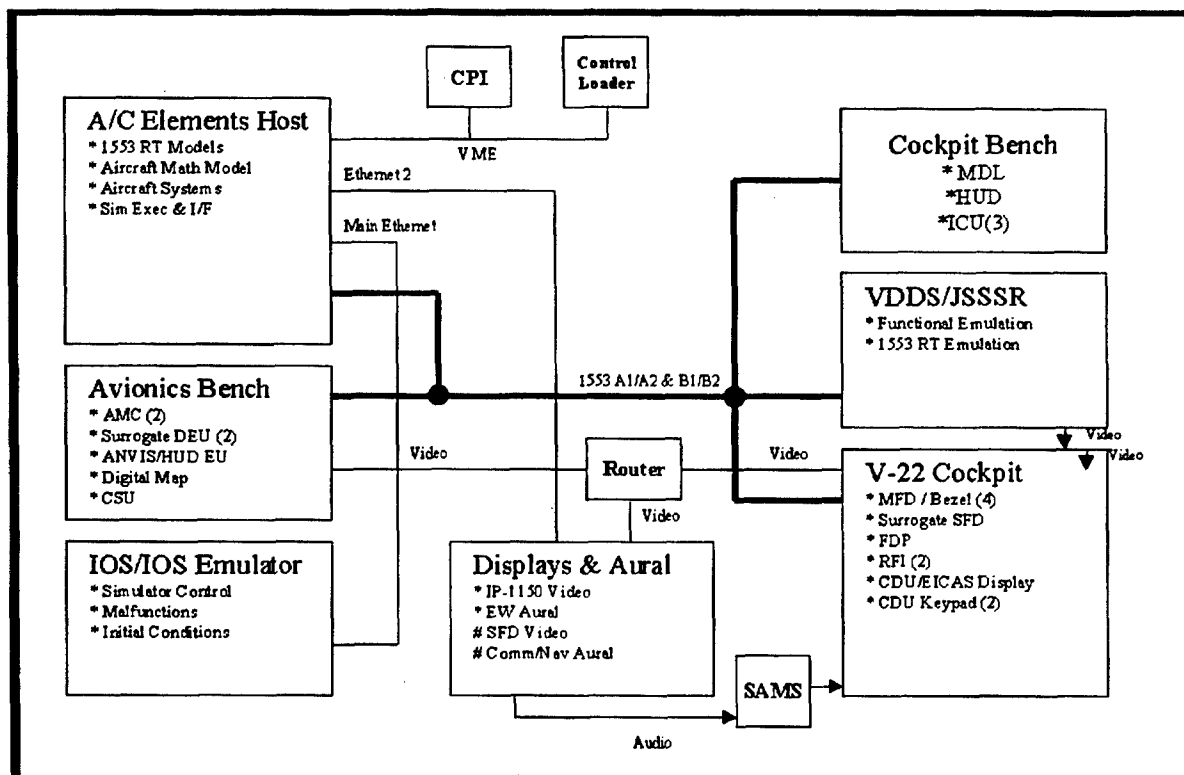 CPI
Control
Loader
A/C Elements Host
* 1553 RT Models
* Aircraft Math Model
* Aircraft Systems
* Sim Exec & I/F
VME
Ethernet 2
Main Ethernet
Cockpit Bench
* MDL
*HUD
*ICU(3)
VDDS/JSSSR
* Functional Emulation
* 1553 RT Emulation
Avionics Bench
* AMC (2)
* Surrogate DEU (2)
* ANVIS/HUD EU
* Digital Map
* CSU
1553 A1/A2 & B1/B2
Video
Router
Video
Video
Video
Video
V-22 Cockpit
* MFD / Bezel (4)
* Surrogate SFD
* FDP
* RFI (2)
* CDU/EICAS Display
* CDU Keypad (2)
IOS/IOS Emulator
* Simulator Control
* Malfunctions
* Initial Conditions
Displays & Aural
* IP-1150 Video
* EW Aural
# SFD Video
# Comm/Nav Aural
SAMS
Audio